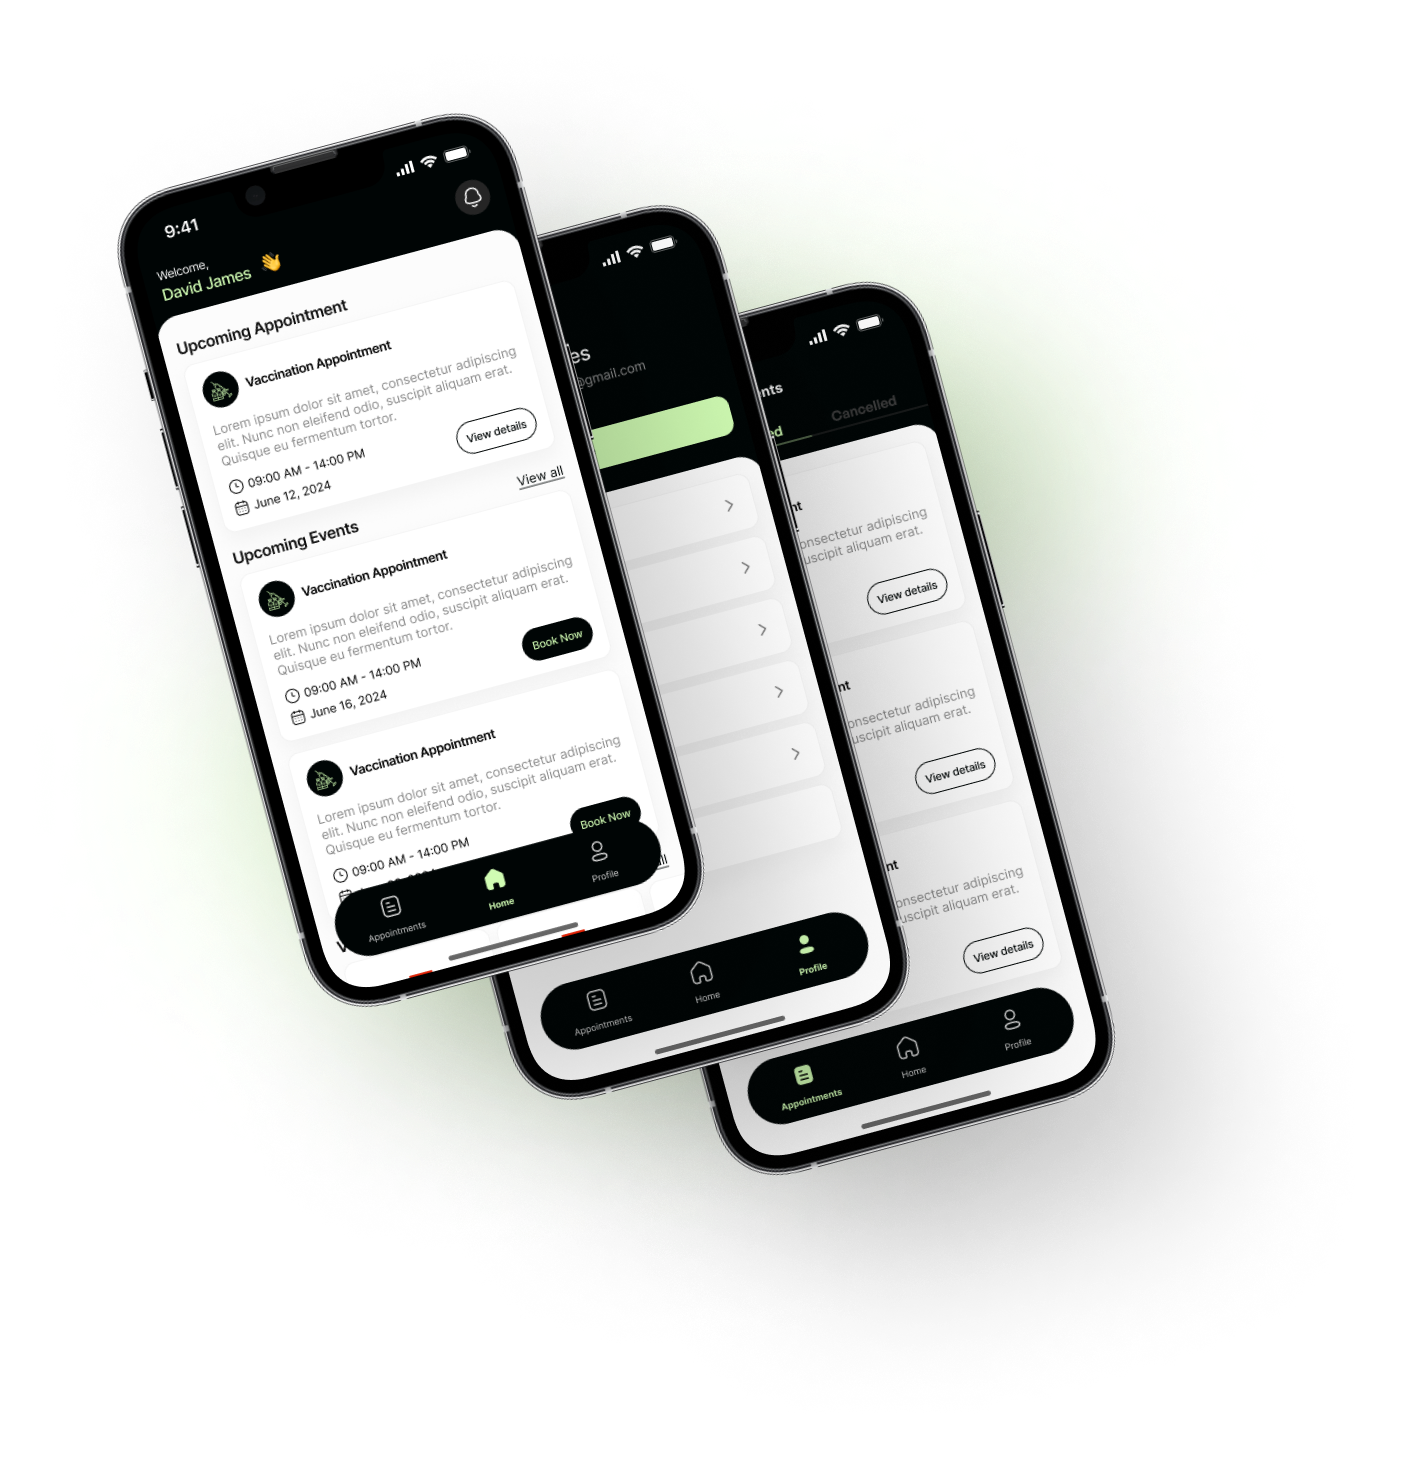 9:41
Welcome,
David James 👋
Upcoming Appointment
Vaccination Appointment
Lorem ipsum dolor sit amet, consectetur adipiscing
elit. Nunc non eleifend odio, suscipit aliquam erat.
Quisque eu fermentum tortor.
09:00 AM - 14:00 PM
June 12, 2024
View details
View all
Upcoming Events
Vaccination Appointment
Lorem ipsum dolor sit amet, consectetur adipiscing
elit. Nunc non eleifend odio, suscipit aliquam erat.
Quisque eu fermentum tortor.
09:00 AM - 14:00 PM
June 16, 2024
Book Now
Vaccination Appointment
Lorem ipsum dolor sit amet, consectetur adipiscing
elit. Nunc non eleifend odio, suscipit aliquam erat.
Quisque eu fermentum tortor.
09:00 AM - 14:00 PM
Book Now
Appointments
Home
Profile
es
@gmail.com
Appointments
Home
Profile
nts
ed
Cancelled
nt
onsectetur adipiscing
uscipit aliquam erat.
View details
nt
onsectetur adipiscing
uscipit aliquam erat.
View details
nt
onsectetur adipiscing
uscipit aliquam erat.
View details
Appointments
Home
Profile